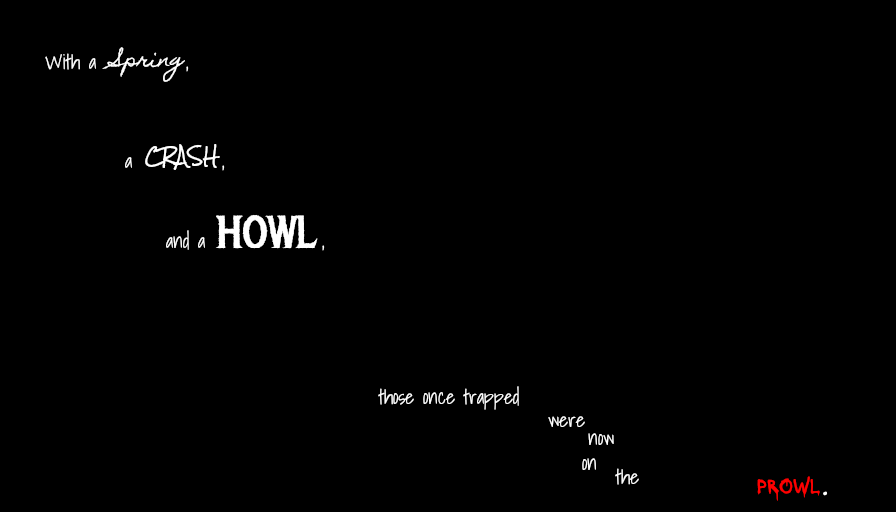 With a Spring,
a CRASH,
and a HOWL,
those once trapped
were
now
on
the
PROWL.